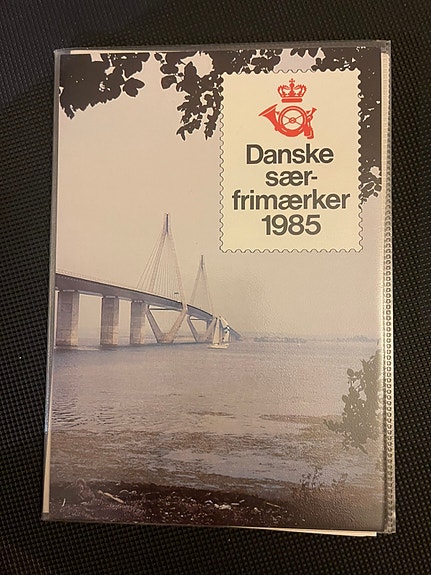 Danske
sær-
frimærker
1985